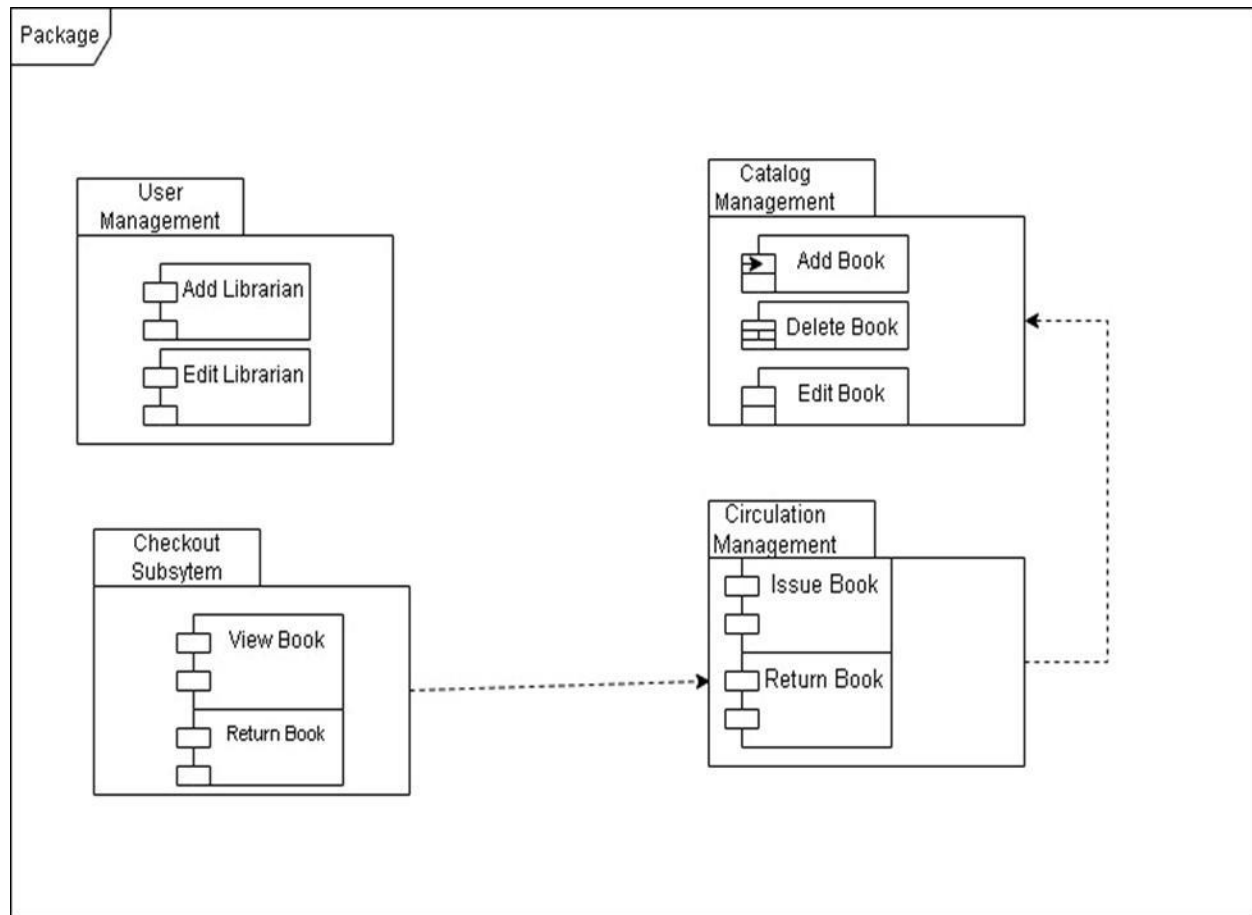 Package
User
Management
Add Librarian
Edit Librarian
Catalog
Management
Add Book
Delete Book
Edit Book
Checkout
Subsytem
View Book
Return Book
Circulation
Management
Issue Book
Return Book